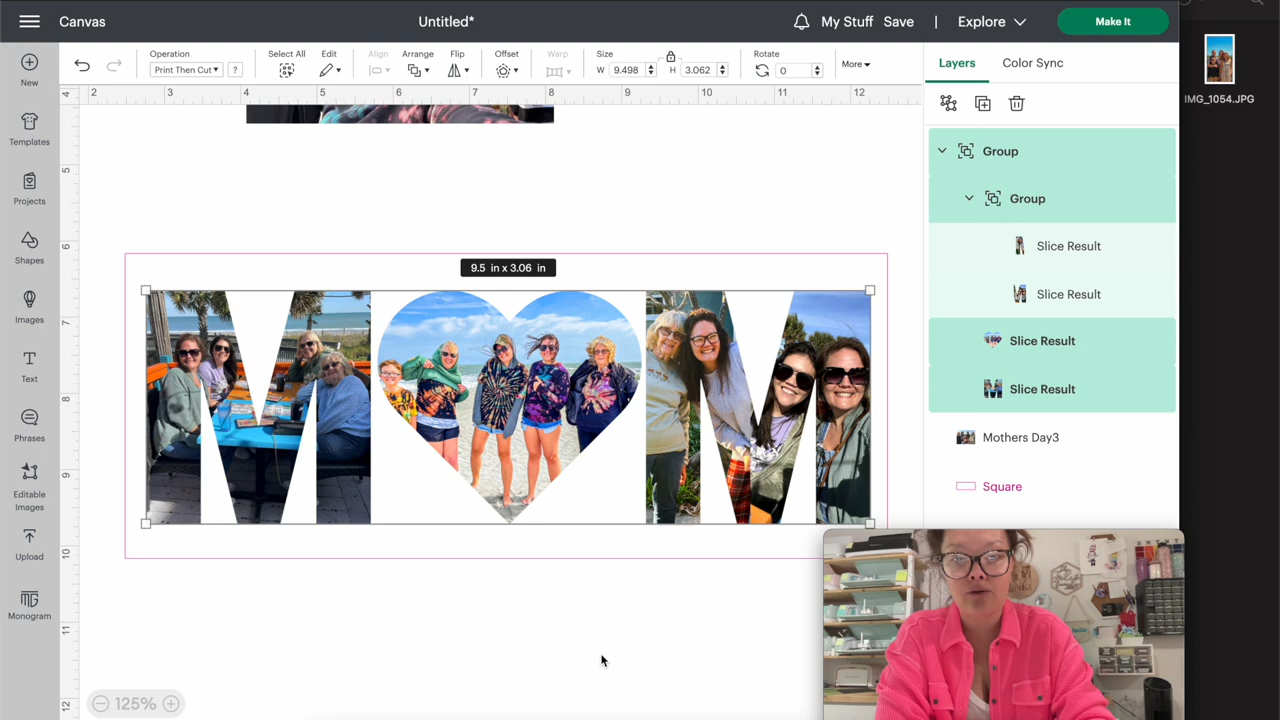 Canvas
Untitled*
My Stuff
Save
|
Explore
Make It
Operation
Print Then Cut
?
Select All
Edit
Align
Arrange
Flip
Offset
Warp
Size
W 9.498
H 3.062
Rotate
0
More
Layers
Color Sync
IMG_1054.JPG
New
Templates
Projects
Shapes
Images
Text
Phrases
Editable
Images
Upload
Monogram
2 3 4 5 6 7 8 9 10 11 12
4
5
6
7
8
9
10
11
12
9.5 in x 3.06 in
Group
Group
Slice Result
Slice Result
Slice Result
Slice Result
Mothers Day3
Square
125%